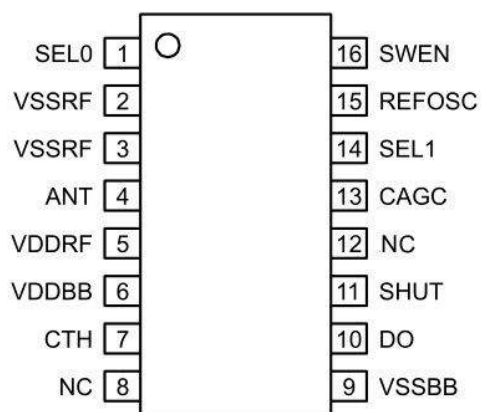 SEL0 1 16 SWEN
VSSRF 2 15 REFOSC
VSSRF 3 14 SEL1
ANT 4 13 CAGC
VDDRF 5 12 NC
VDDBB 6 11 SHUT
CTH 7 10 DO
NC 8 9 VSSBB